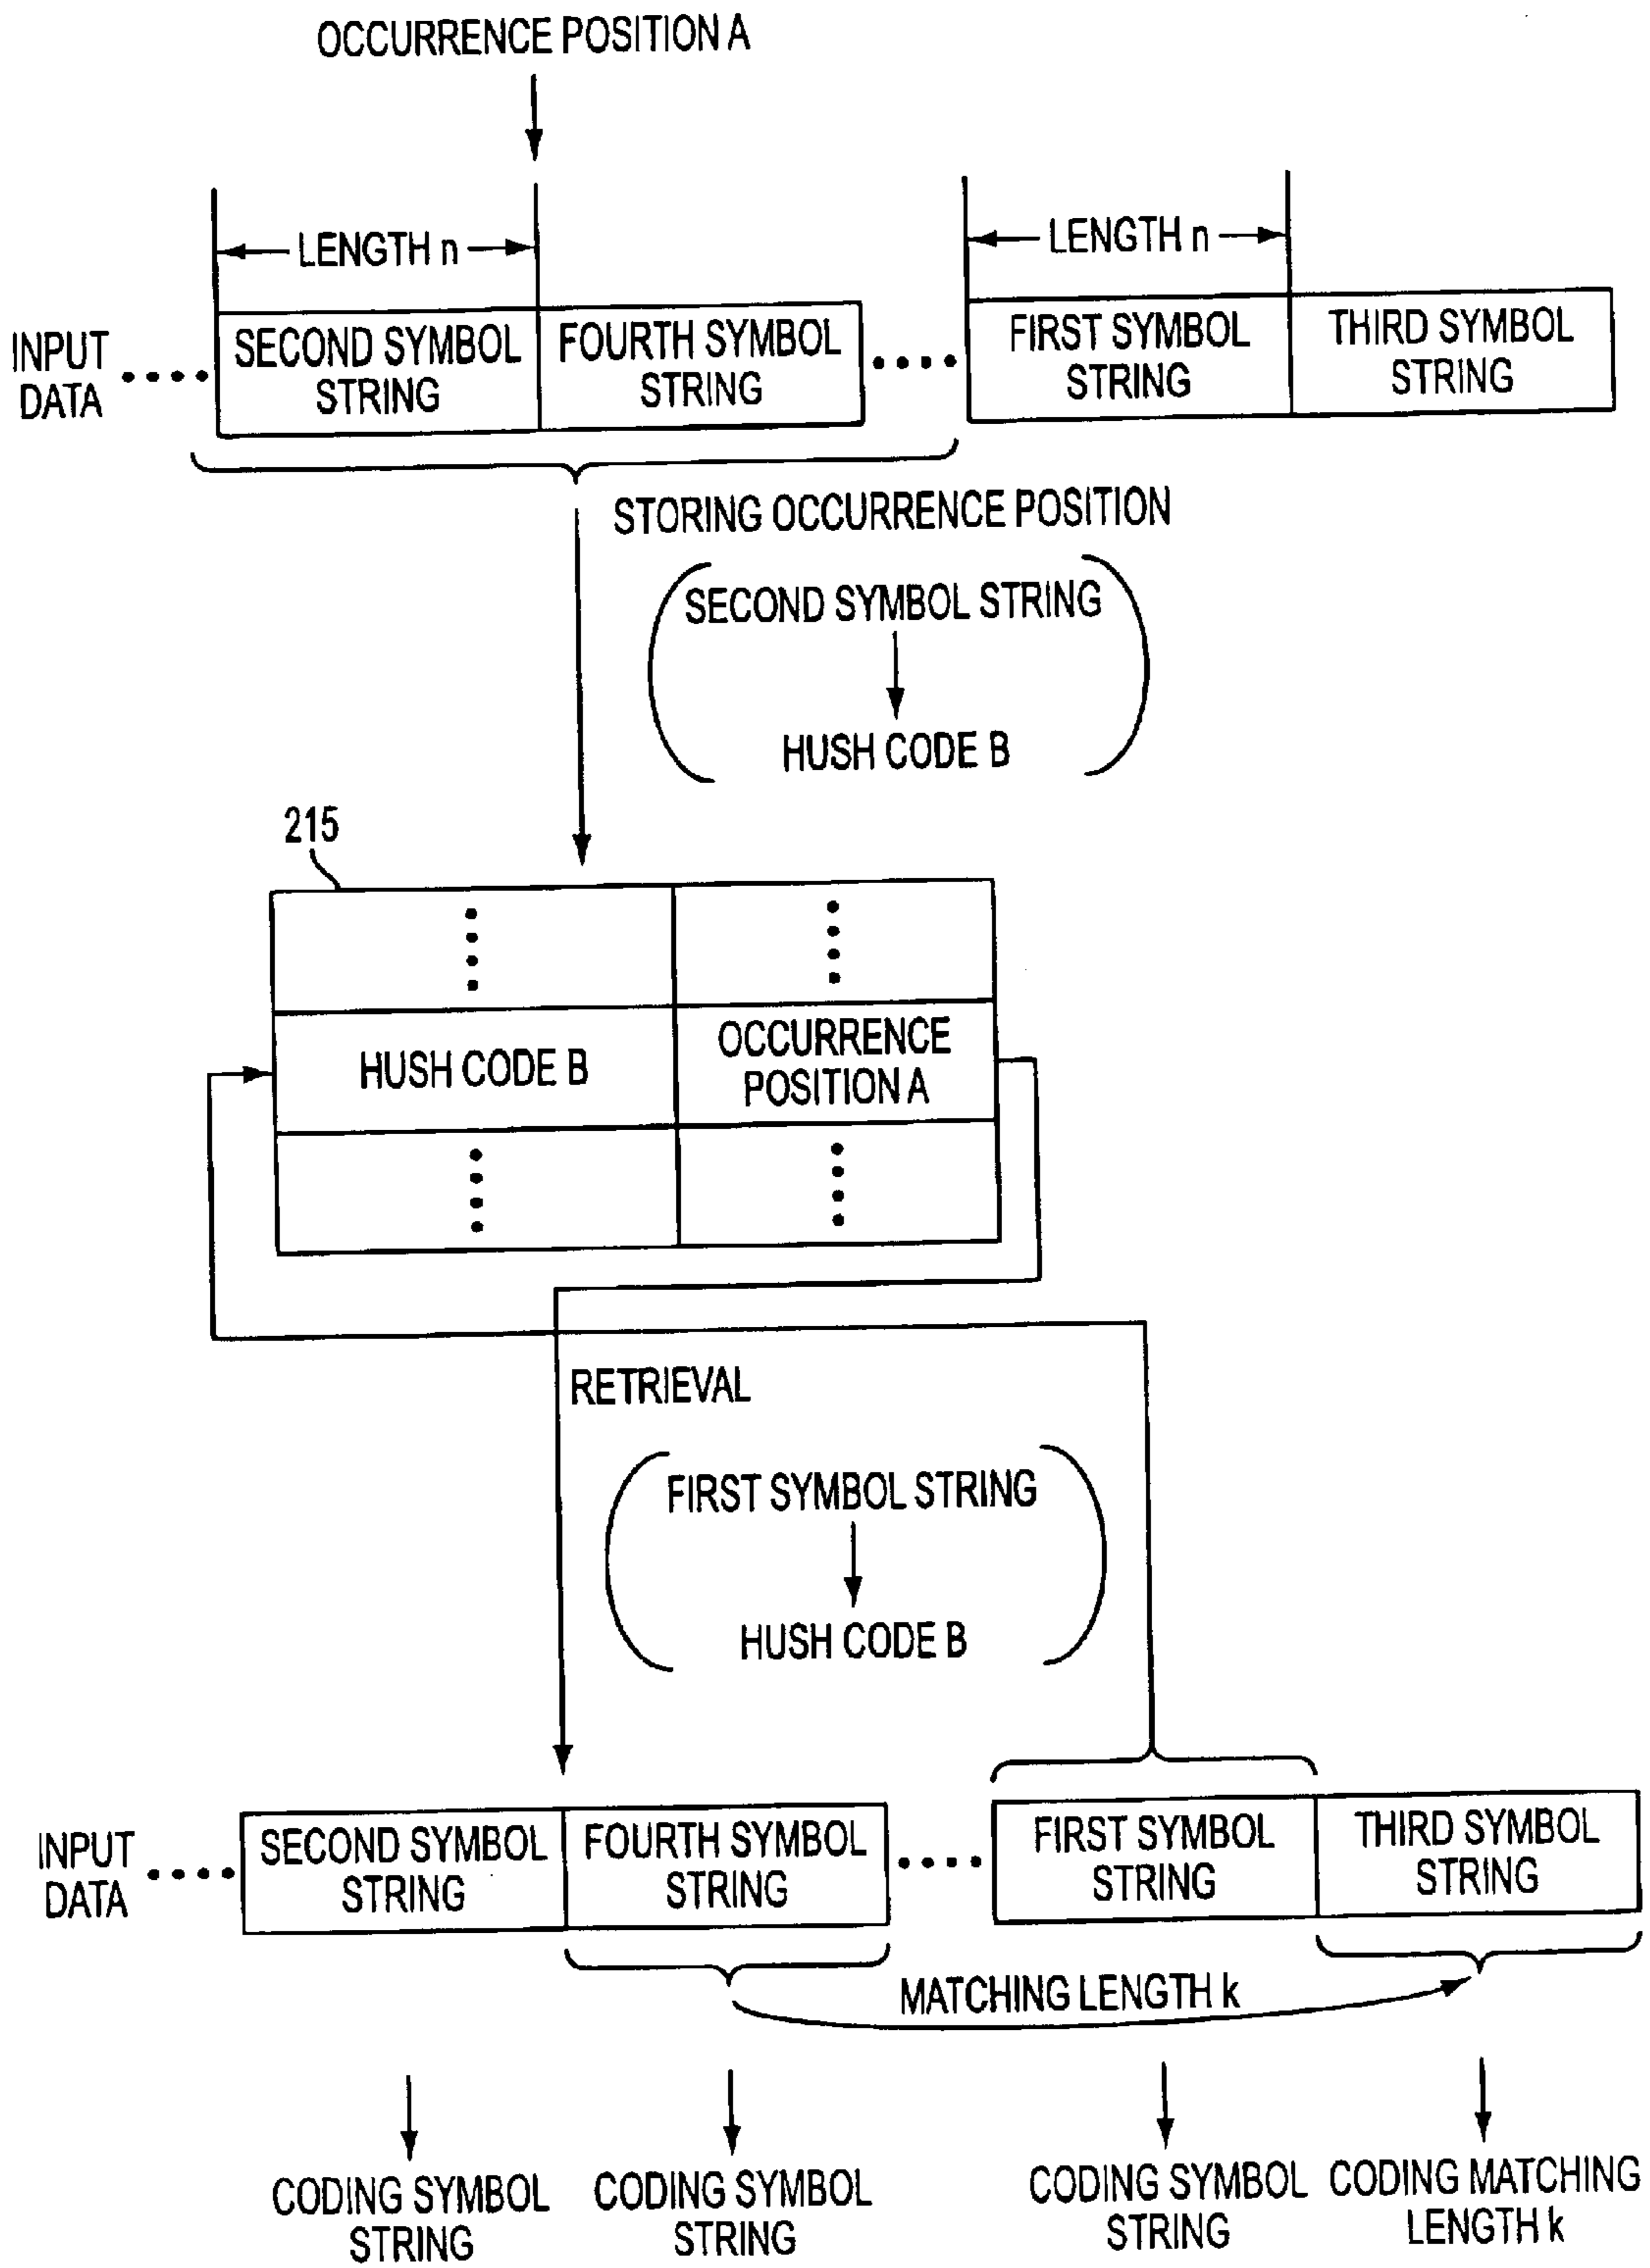 OCCURRENCE POSITION A
LENGTH n
LENGTH n
INPUT
DATA
SECOND SYMBOL
STRING
FOURTH SYMBOL
STRING
FIRST SYMBOL
STRING
THIRD SYMBOL
STRING
STORING OCCURRENCE POSITION
SECOND SYMBOL STRING
HUSH CODE B
215
HUSH CODE B
OCCURRENCE
POSITION A
RETRIEVAL
FIRST SYMBOL STRING
HUSH CODE B
INPUT
DATA
SECOND SYMBOL
STRING
FOURTH SYMBOL
STRING
FIRST SYMBOL
STRING
THIRD SYMBOL
STRING
MATCHING LENGTH k
CODING SYMBOL
STRING
CODING SYMBOL
STRING
CODING SYMBOL
STRING
CODING MATCHING
LENGTH k